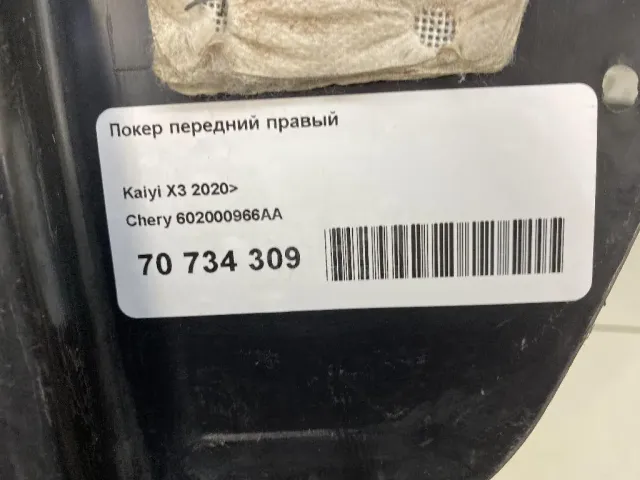 Покер передний правый
Kaiyi X3 2020>
Chery 602000966AA
70 734 309